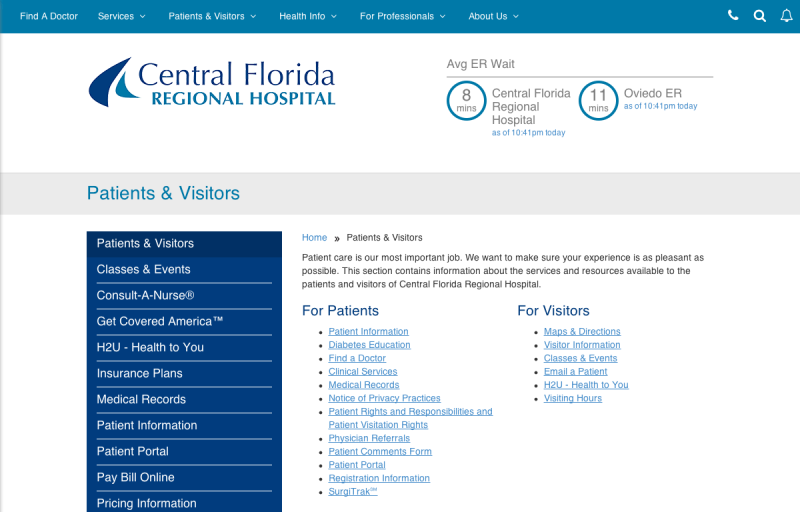 Find A Doctor
Services
Patients & Visitors
Health Info
For Professionals
About Us
Central Florida
REGIONAL HOSPITAL
Avg ER Wait
8
mins
Central Florida
Regional
Hospital
as of 10:41pm today
11
mins
Oviedo ER
as of 10:41pm today
Patients & Visitors
Patients & Visitors
Classes & Events
Consult-A-Nurse®
Get Covered America™
H2U - Health to You
Insurance Plans
Medical Records
Patient Information
Patient Portal
Pay Bill Online
Pricing Information
Home » Patients & Visitors
Patient care is our most important job. We want to make sure your experience is as pleasant as
possible. This section contains information about the services and resources available to the
patients and visitors of Central Florida Regional Hospital.
For Patients
Patient Information
Diabetes Education
Find a Doctor
Clinical Services
Medical Records
Notice of Privacy Practices
Patient Rights and Responsibilities and
Patient Visitation Rights
Physician Referrals
Patient Comments Form
Patient Portal
Registration Information
SurgiTrak℠
For Visitors
Maps & Directions
Visitor Information
Classes & Events
Email a Patient
H2U - Health to You
Visiting Hours